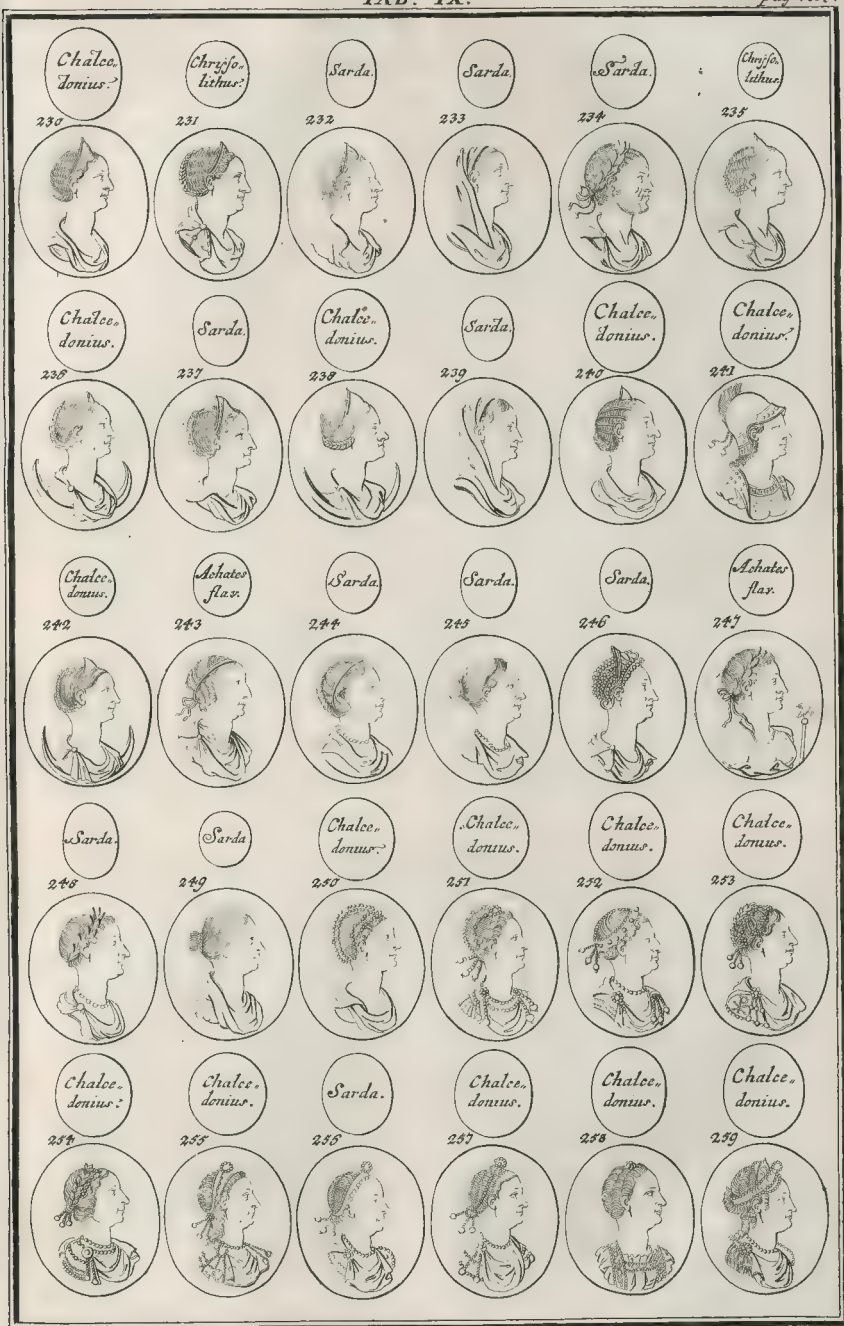 TAB. IX.
Chalce„
donius.
Chrÿso„
lithus.
Sarda.
Sarda.
Sarda.
Chrÿso„
lithus.
230
231
232
233
234
235
Chalce„
donius.
Sarda.
Chalce„
donius.
Sarda.
Chalce„
donius.
Chalce„
donius.
236
237
238
239
240
241
Chalce„
donius.
Achates
flav.
Sarda.
Sarda.
Sarda.
Achates
flav.
242
243
244
245
246
247
Sarda.
Sarda
Chalce„
donius.
Chalce„
donius.
Chalce„
donius.
Chalce„
donius.
248
249
250
251
252
253
Chalce„
donius.
Chalce„
donius.
Sarda.
Chalce„
donius.
Chalce„
donius.
Chalce„
donius.
254
255
256
257
258
259